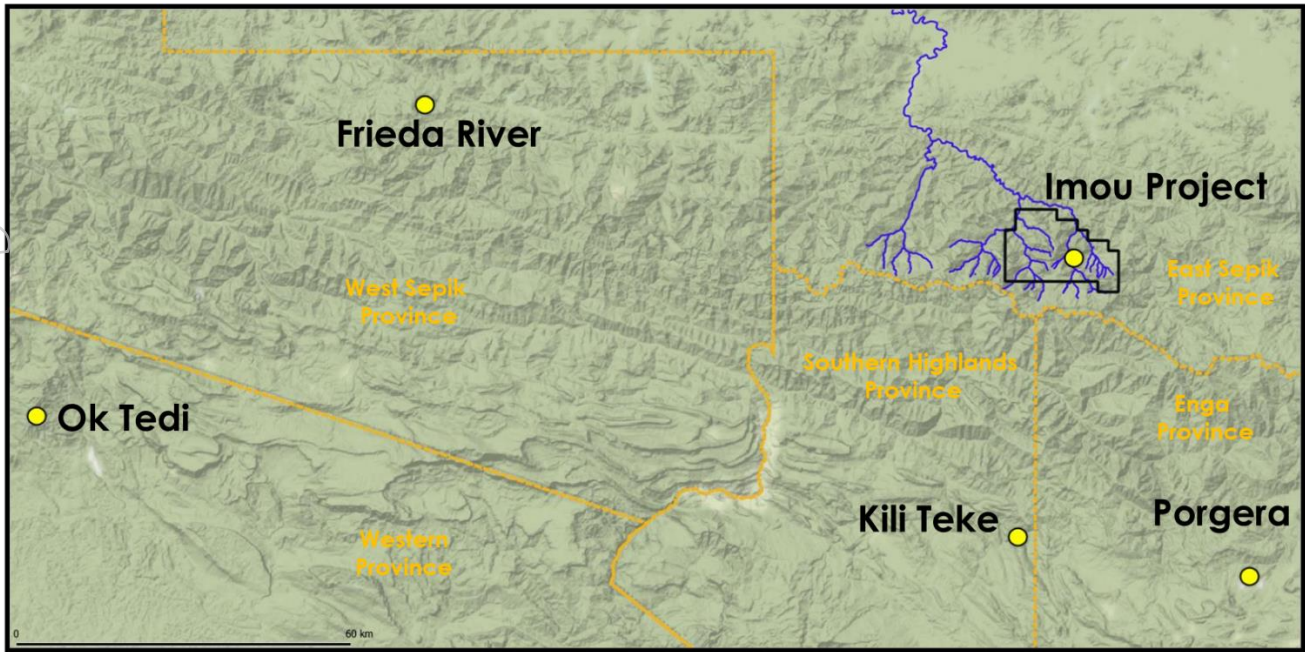 Frieda River
Imou Project
East Sepik
Province
West Sepik
Province
Southern Highlands
Province
Ok Tedi
Enga
Province
Kili Teke
Porgera
Western
Province
0
60 km